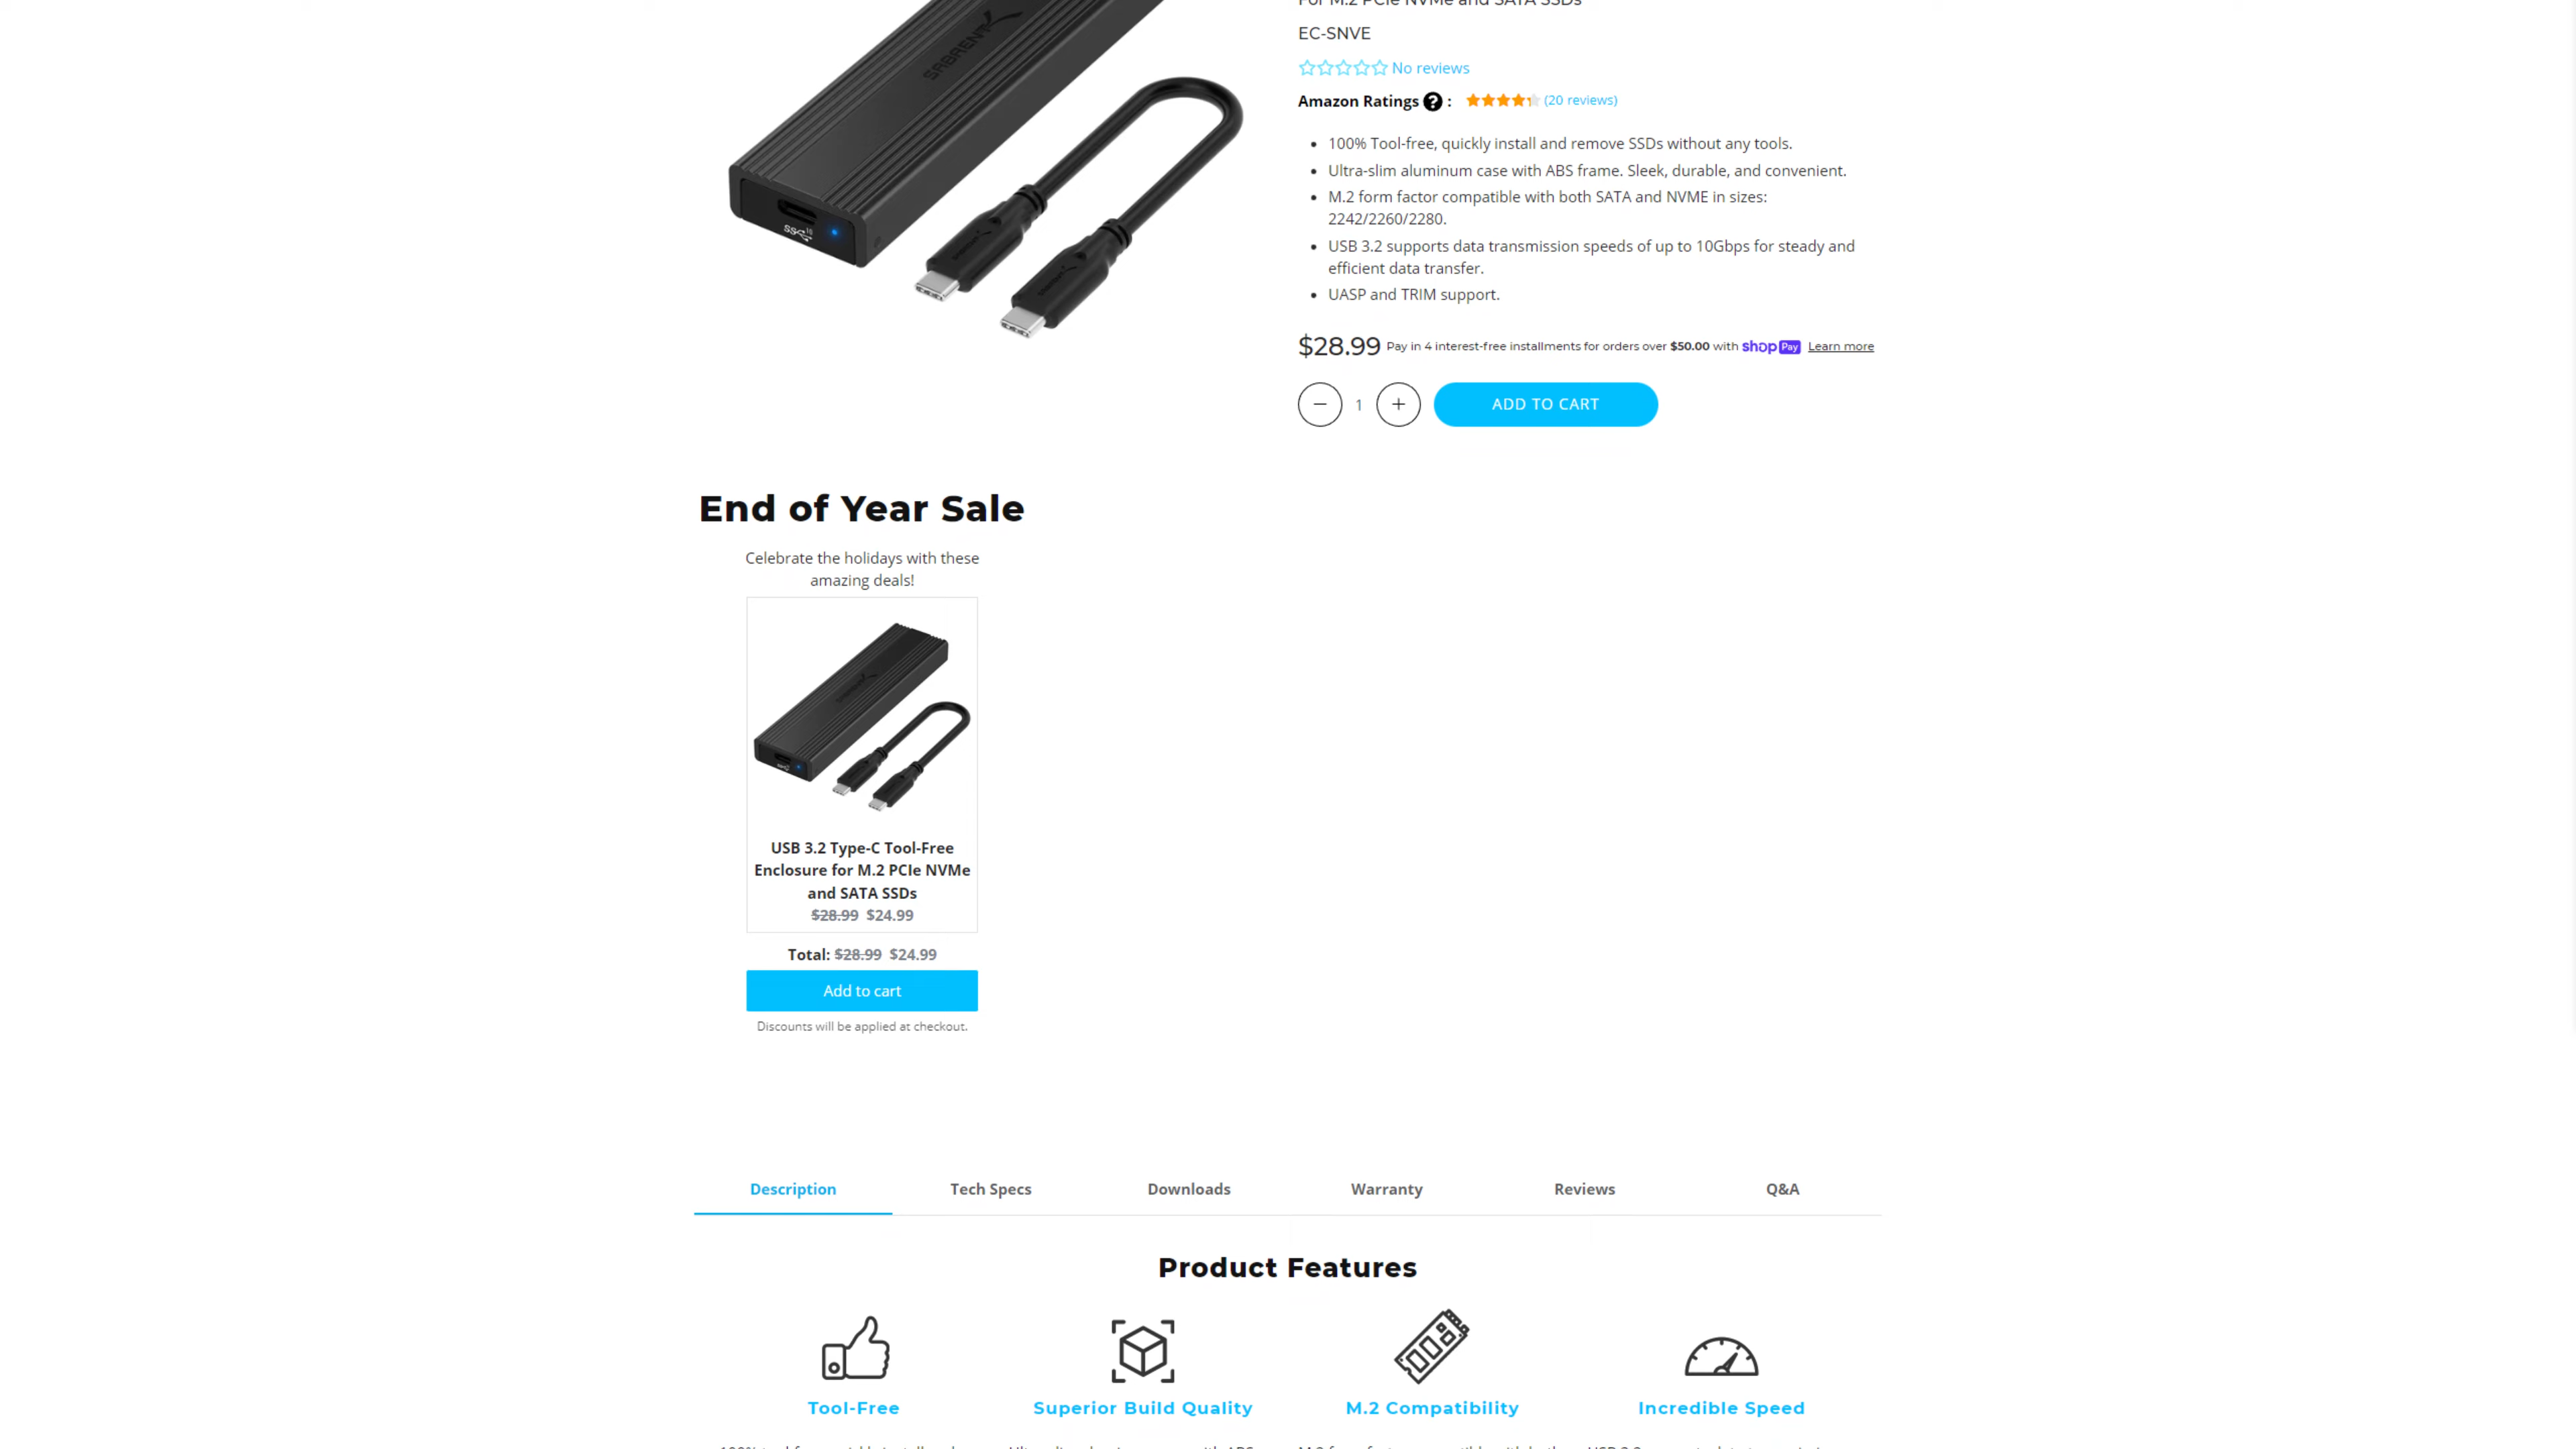 EC-SNVE
No reviews
Amazon Ratings ? : (20 reviews)
100% Tool-free, quickly install and remove SSDs without any tools.
Ultra-slim aluminum case with ABS frame. Sleek, durable, and convenient.
M.2 form factor compatible with both SATA and NVME in sizes:
2242/2260/2280.
USB 3.2 supports data transmission speeds of up to 10Gbps for steady and
efficient data transfer.
UASP and TRIM support.
$28.99 Pay in 4 interest-free installments for orders over $50.00 with shop Pay Learn more
− 1 + ADD TO CART
SABRENT
End of Year Sale
Celebrate the holidays with these
amazing deals!
USB 3.2 Type-C Tool-Free
Enclosure for M.2 PCIe NVMe
and SATA SSDs
$28.99 $24.99
Total: $28.99 $24.99
Add to cart
Discounts will be applied at checkout.
Description Tech Specs Downloads Warranty Reviews Q&A
Product Features
Tool-Free Superior Build Quality M.2 Compatibility Incredible Speed